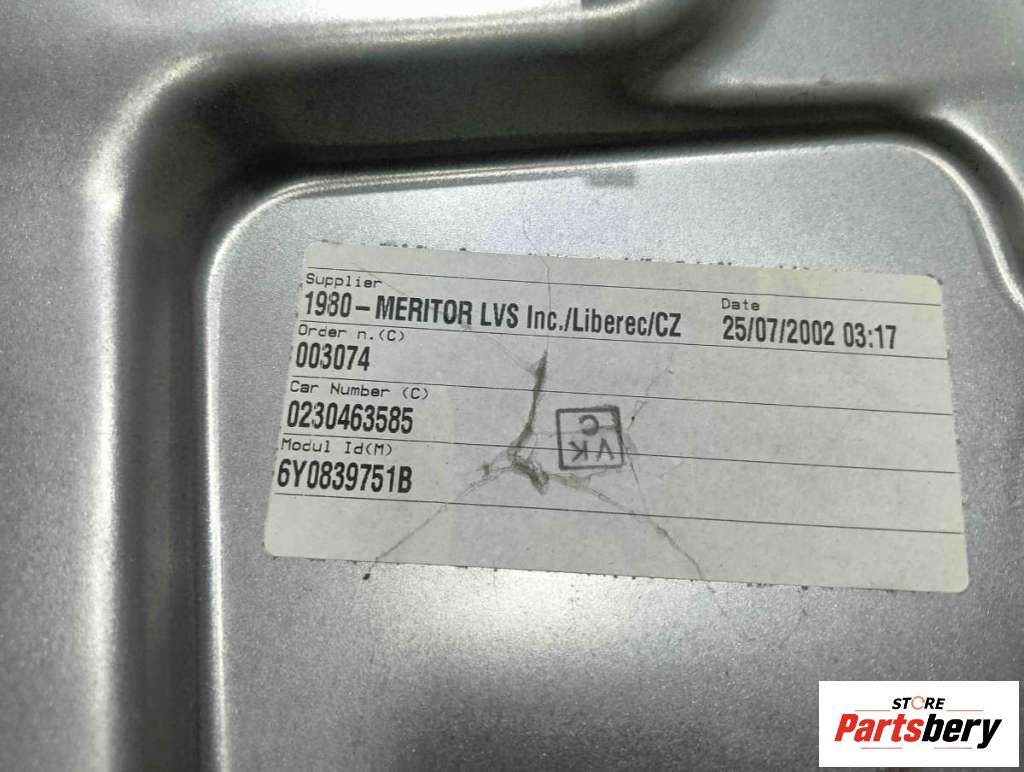 Supplier
1980-MERITOR LVS Inc./Liberec/CZ
Date
25/07/2002 03:17
Order n.(C)
003074
Car Number (C)
0230463585
Modul Id(M)
6Y0839751B
VK
C
STORE
Partsbery